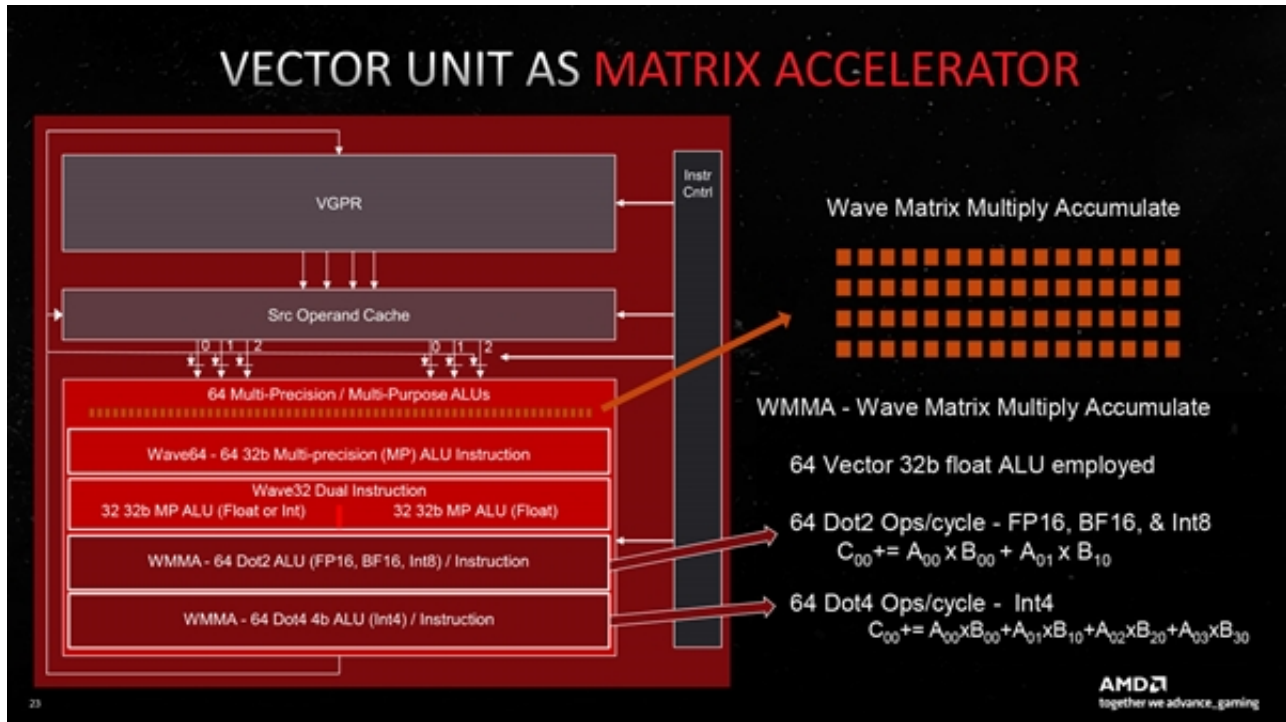 VECTOR UNIT AS MATRIX ACCELERATOR
VGPR
Src Operand Cache
0 1 2
0 1 2
64 Multi-Precision / Multi-Purpose ALUs
Wave64 - 64 32b Multi-precision (MP) ALU Instruction
Wave32 Dual Instruction
32 32b MP ALU (Float or Int)
32 32b MP ALU (Float)
WMMA - 64 Dot2 ALU (FP16, BF16, Int8) / Instruction
WMMA - 64 Dot4 4b ALU (Int4) / Instruction
Instr
Cntrl
Wave Matrix Multiply Accumulate
WMMA - Wave Matrix Multiply Accumulate
64 Vector 32b float ALU employed
64 Dot2 Ops/cycle - FP16, BF16, & Int8
C₀₀+= A₀₀ x B₀₀ + A₀₁ x B₁₀
64 Dot4 Ops/cycle - Int4
C₀₀+= A₀₀xB₀₀+A₀₁xB₁₀+A₀₂xB₂₀+A₀₃xB₃₀
23
AMD
together we advance_gaming